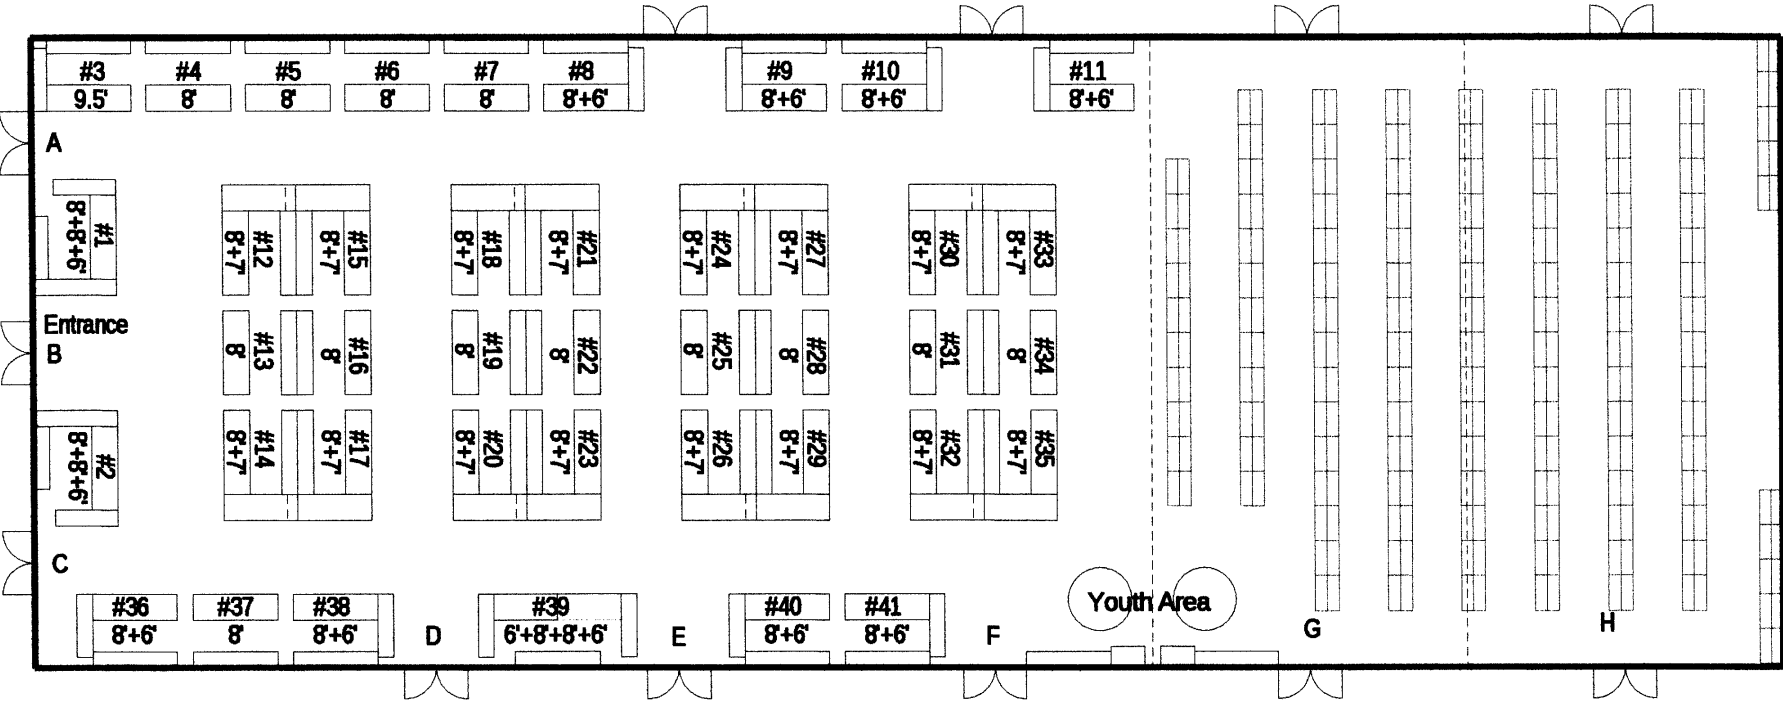 #3 #4 #5 #6 #7 #8 #9 #10 #11
9.5' 8' 8' 8' 8' 8'+6' 8'+6' 8'+6' 8'+6'
A
#1
8'+8'+6'
#12 #15 #18 #21 #24 #27 #30 #33
8'+7' 8'+7' 8'+7' 8'+7' 8'+7' 8'+7' 8'+7' 8'+7'
Entrance
B
#13 #16 #19 #22 #25 #28 #31 #34
8' 8' 8' 8' 8' 8' 8' 8'
#2
8'+8'+6'
#14 #17 #20 #23 #26 #29 #32 #35
8'+7' 8'+7' 8'+7' 8'+7' 8'+7' 8'+7' 8'+7' 8'+7'
C
#36 #37 #38 #39 #40 #41
8'+6' 8' 8'+6' 6'+8'+8'+6' 8'+6' 8'+6'
Youth Area
D E F G H